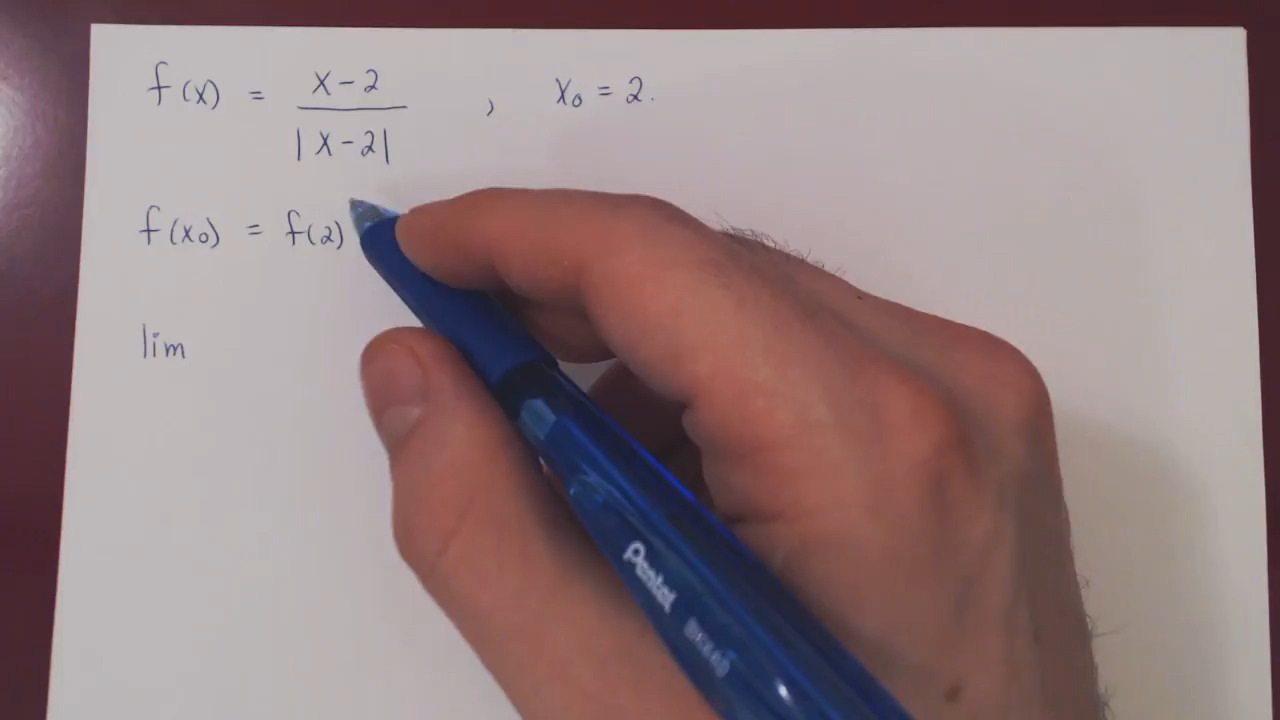 f(x) = x-2 / |x-2| , x₀ = 2.
f(x₀) = f(2)
lim
Pentel